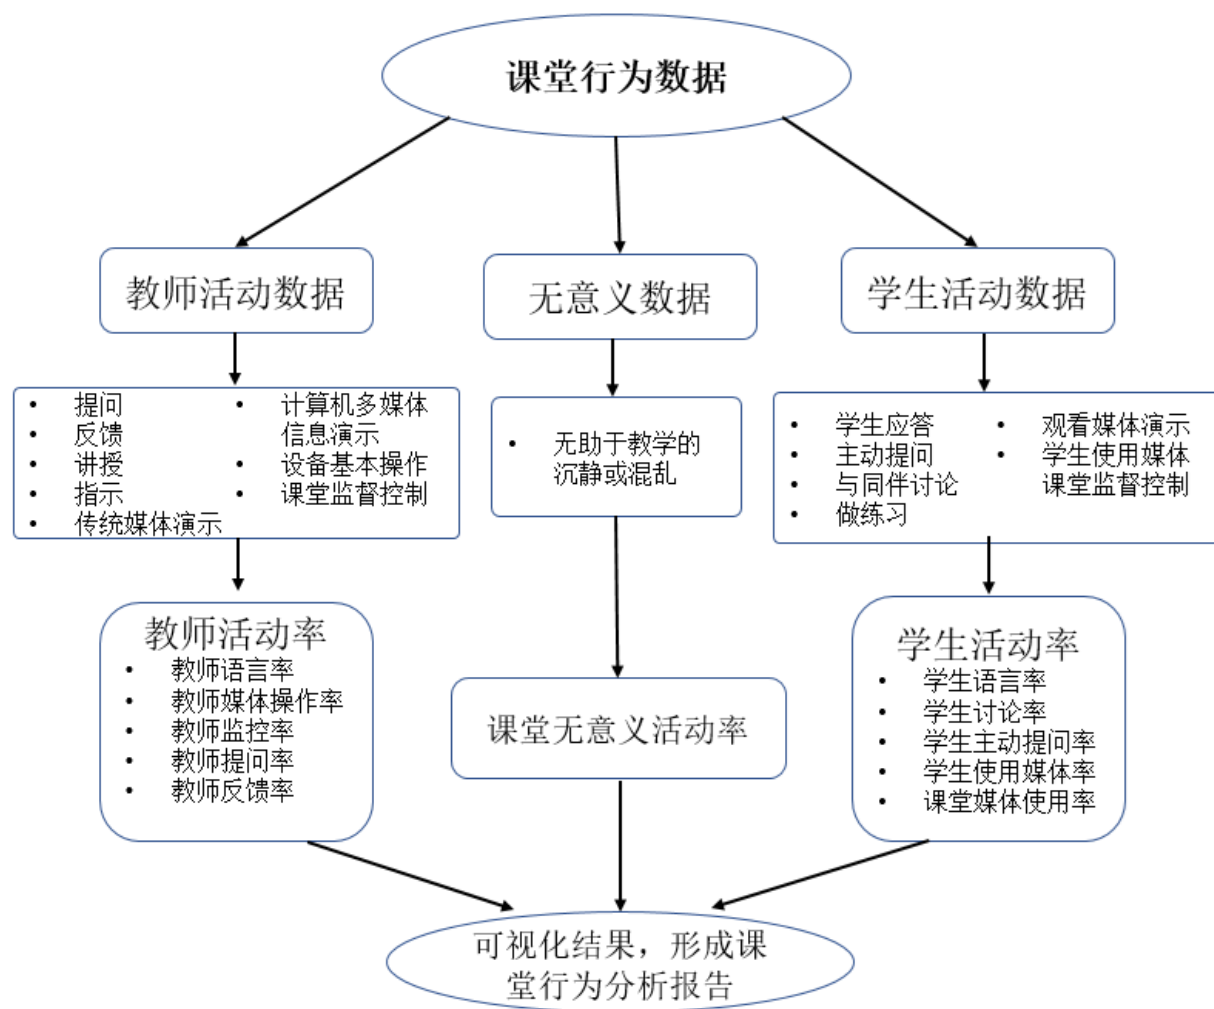 课堂行为数据
教师活动数据
无意义数据
学生活动数据
• 提问
• 反馈
• 讲授
• 指示
• 传统媒体演示
• 计算机多媒体
信息演示
• 设备基本操作
• 课堂监督控制
• 无助于教学的
沉静或混乱
• 学生应答
• 主动提问
• 与同伴讨论
• 做练习
• 观看媒体演示
• 学生使用媒体
课堂监督控制
教师活动率
• 教师语言率
• 教师媒体操作率
• 教师监控率
• 教师提问率
• 教师反馈率
课堂无意义活动率
学生活动率
• 学生语言率
• 学生讨论率
• 学生主动提问率
• 学生使用媒体率
• 课堂媒体使用率
可视化结果，形成课
堂行为分析报告